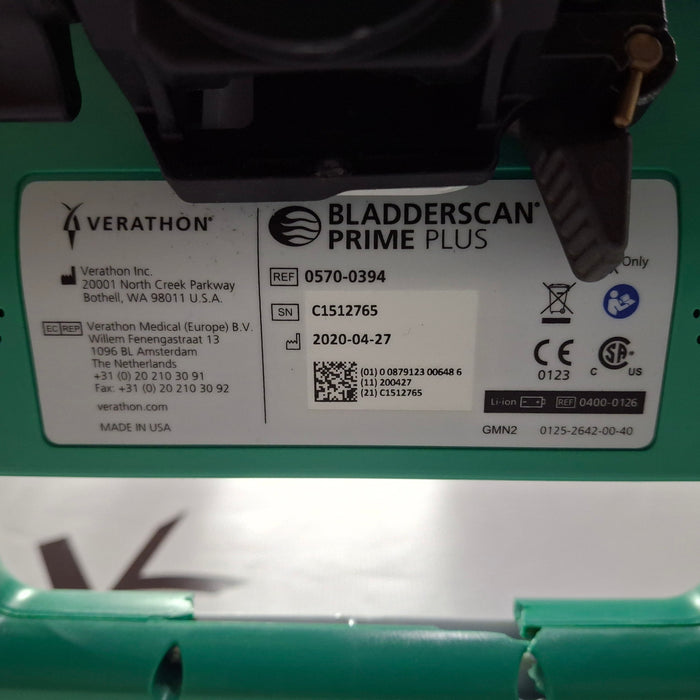 VERATHON®
Verathon Inc.
20001 North Creek Parkway
Bothell, WA 98011 U.S.A.
EC REP Verathon Medical (Europe) B.V.
Willem Fenengastraat 13
1096 BL Amsterdam
The Netherlands
+31 (0) 20 210 30 91
Fax: +31 (0) 20 210 30 92
verathon.com
MADE IN USA
BLADDERSCAN®
PRIME PLUS
REF 0570-0394
SN C1512765
2020-04-27
(01) 0 0879123 00648 6
(11) 200427
(21) C1512765
Only
CE
0123
C SA US
Li-ion REF 0400-0126
GMN2 0125-2642-00-40